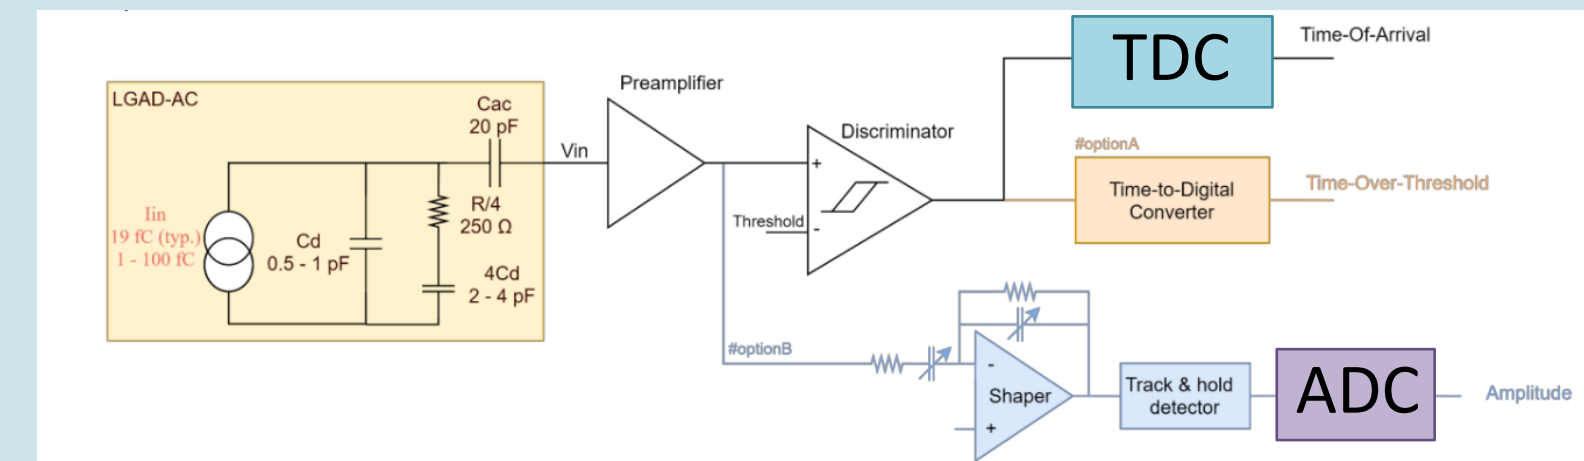 LGAD-AC
Cac
20 pF
Iin
19 fC (typ.)
1 - 100 fC
Cd
0.5 - 1 pF
R/4
250 Ω
4Cd
2 - 4 pF
Vin
Preamplifier
Discriminator
+
Threshold
-
TDC
Time-Of-Arrival
#optionA
Time-to-Digital
Converter
Time-Over-Threshold
#optionB
-
Shaper
+
Track & hold
detector
ADC
Amplitude